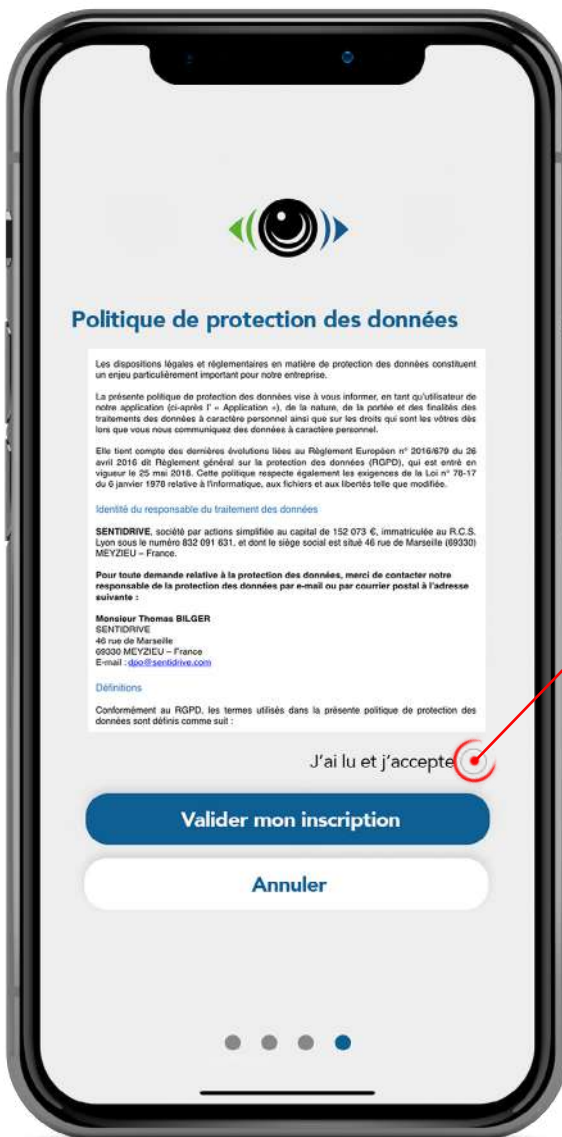 Politique de protection des données
Les dispositions légales et réglementaires en matière de protection des données constituent
un enjeu particulièrement important pour notre entreprise.
La présente politique de protection des données vise à vous informer, en tant qu'utilisateur de
notre application (ci-après l' « Application »), de la nature, de la portée et des finalités des
traitements des données à caractère personnel ainsi que sur les droits qui sont les vôtres dès
lors que vous nous communiquez des données à caractère personnel.
Elle tient compte des dernières évolutions liées au Règlement Européen n° 2016/679 du 26
avril 2016 dit Règlement général sur la protection des données (RGPD), qui est entré en
vigueur le 25 mai 2018. Cette politique respecte également les exigences de la Loi n° 78-17
du 6 janvier 1978 relative à l'informatique, aux fichiers et aux libertés telle que modifiée.
Identité du responsable du traitement des données
SENTIDRIVE, société par actions simplifiée au capital de 152 073 €, immatriculée au R.C.S.
Lyon sous le numéro 832 091 631, et dont le siège social est situé 46 rue de Marseille (69330)
MEYZIEU – France.
Pour toute demande relative à la protection des données, merci de contacter notre
responsable de la protection des données par e-mail ou par courrier postal à l'adresse
suivante :
Monsieur Thomas BILGER
SENTIDRIVE
46 rue de Marseille
69330 MEYZIEU – France
E-mail : dpo@sentidrive.com
Définitions
Conformément au RGPD, les termes utilisés dans la présente politique de protection des
données sont définis comme suit :
J'ai lu et j'accepte
Valider mon inscription
Annuler